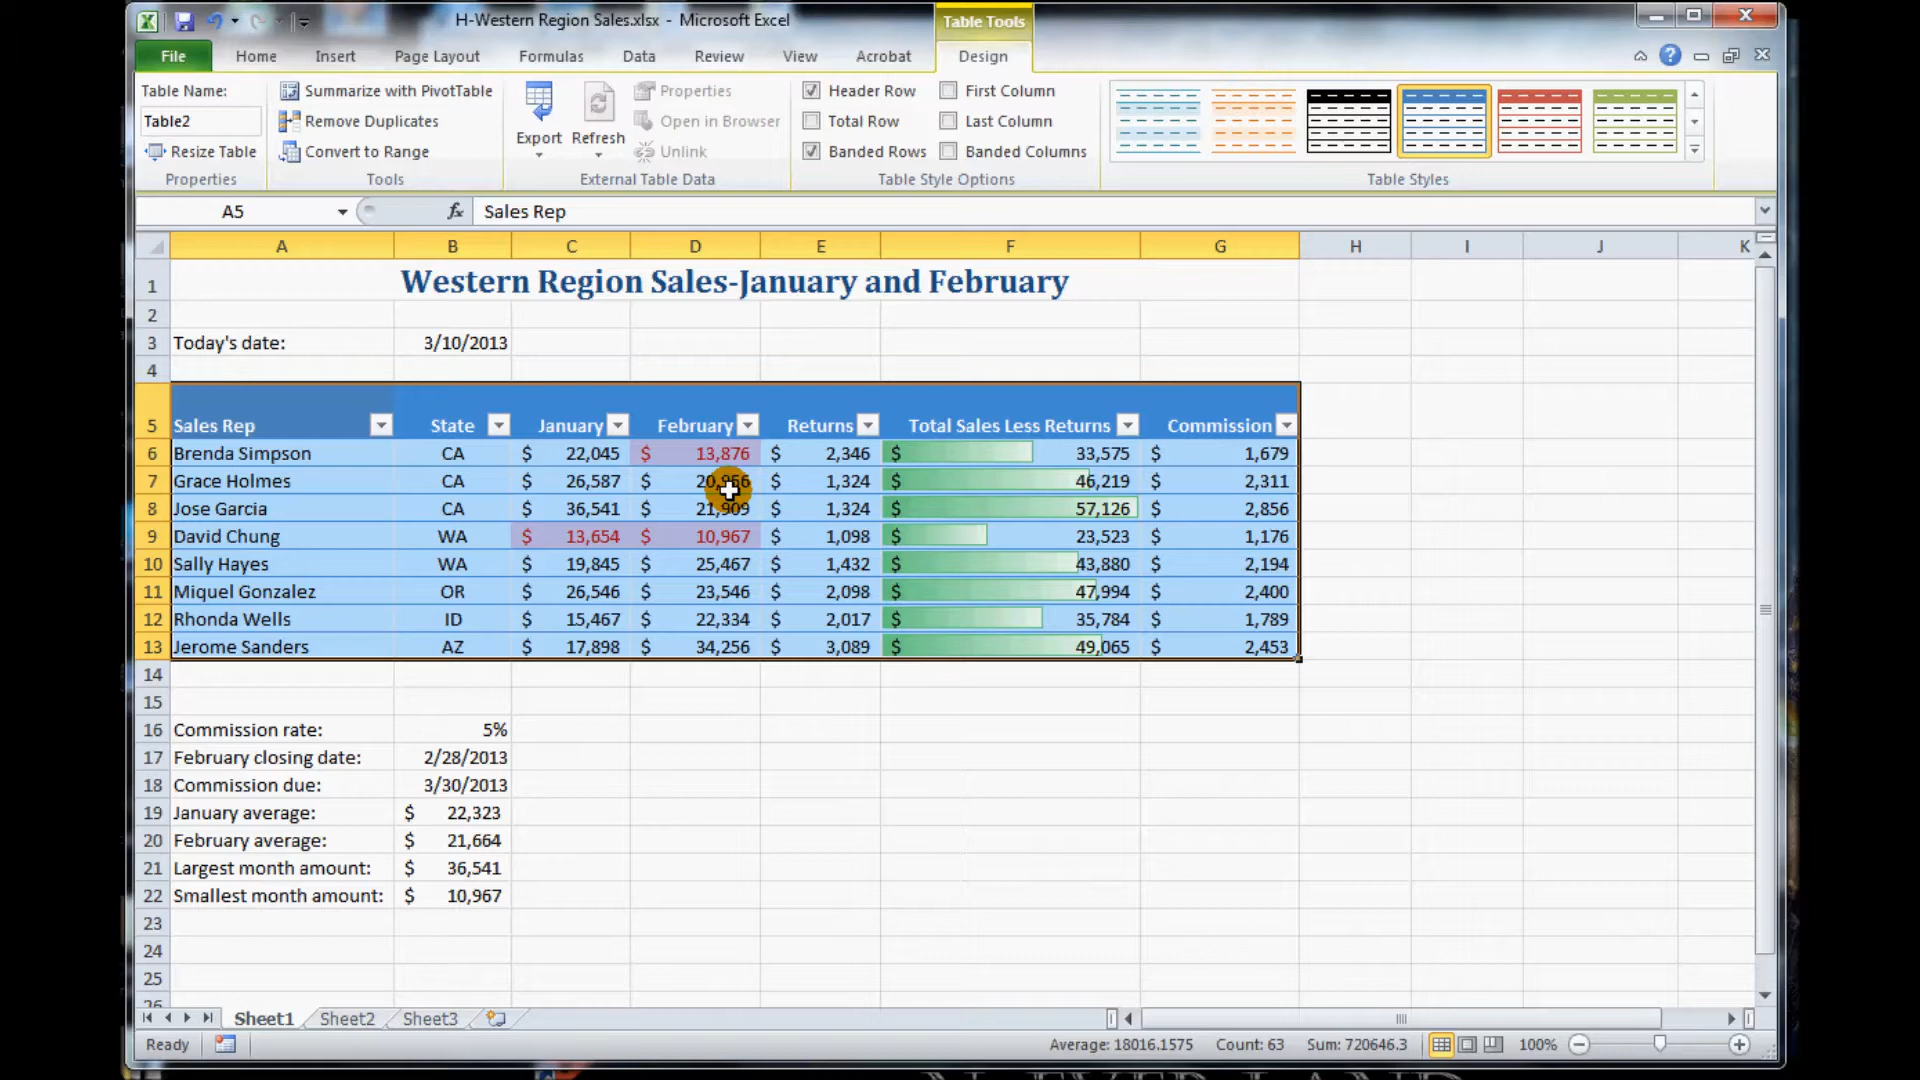 H-Western Region Sales.xlsx - Microsoft Excel
Table Tools
File Home Insert Page Layout Formulas Data Review View Acrobat Design
Table Name:
Table2
Resize Table
Properties
Summarize with PivotTable
Remove Duplicates
Convert to Range
Tools
Export
Refresh
Properties
Open in Browser
Unlink
External Table Data
Header Row
Total Row
Banded Rows
First Column
Last Column
Banded Columns
Table Style Options
Table Styles
A5 fx Sales Rep
A B C D E F G H I J K
1 Western Region Sales-January and February
2
3 Today's date: 3/10/2013
4
5 Sales Rep State January February Returns Total Sales Less Returns Commission
6 Brenda Simpson CA $ 22,045 $ 13,876 $ 2,346 $ 33,575 $ 1,679
7 Grace Holmes CA $ 26,587 $ $ 1,324 $ 46,219 $ 2,311
8 Jose Garcia CA $ 36,541 $ 21,909 $ 1,324 $ 57,126 $ 2,856
9 David Chung WA $ 13,654 $ 10,967 $ 1,098 $ 23,523 $ 1,176
10 Sally Hayes WA $ 19,845 $ 25,467 $ 1,432 $ 43,880 $ 2,194
11 Miquel Gonzalez OR $ 26,546 $ 23,546 $ 2,098 $ 47,994 $ 2,400
12 Rhonda Wells ID $ 15,467 $ 22,334 $ 2,017 $ 35,784 $ 1,789
13 Jerome Sanders AZ $ 17,898 $ 34,256 $ 3,089 $ 49,065 $ 2,453
14
15
16 Commission rate: 5%
17 February closing date: 2/28/2013
18 Commission due: 3/30/2013
19 January average: $ 22,323
20 February average: $ 21,664
21 Largest month amount: $ 36,541
22 Smallest month amount: $ 10,967
23
24
25
26
Sheet1 Sheet2 Sheet3
Ready Average: 18016.1575 Count: 63 Sum: 720646.3 100%